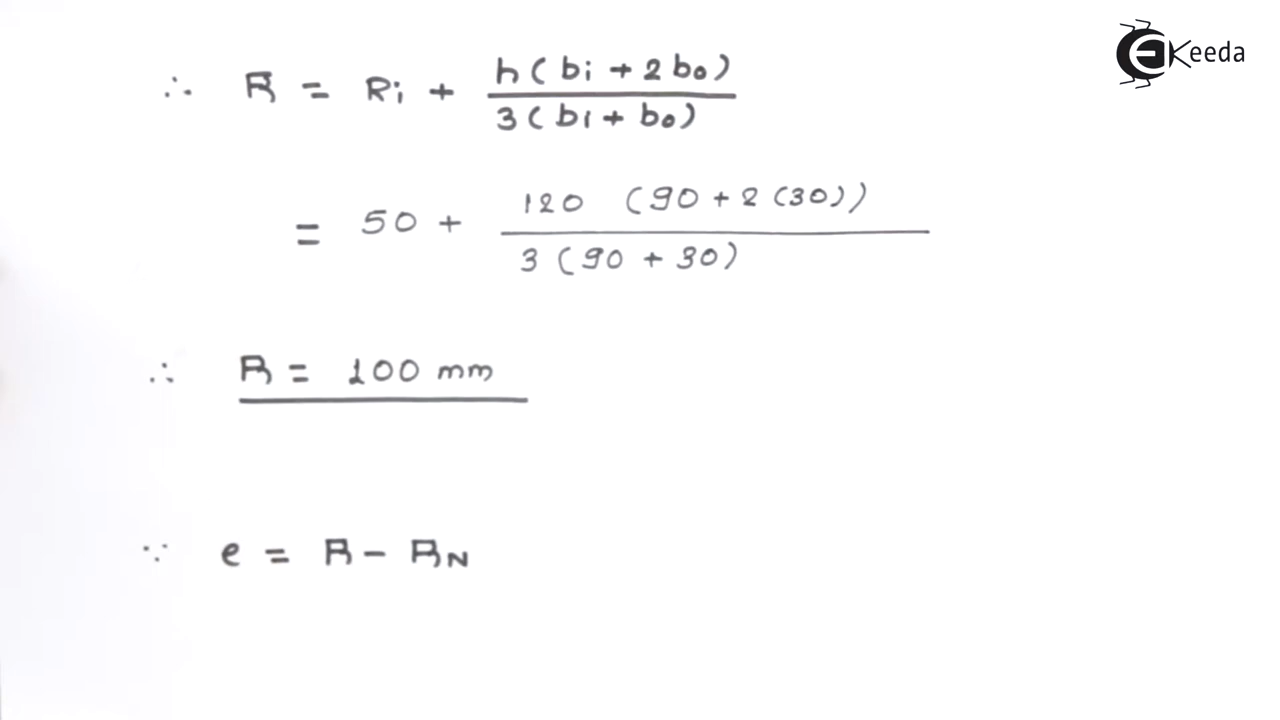 Keeda
∴ R = Ri + h(bi + 2bo) / 3(bi + bo)
= 50 + 120 (90 + 2(30)) / 3(90 + 30)
∴ R = 100 mm
∵ e = R - RN